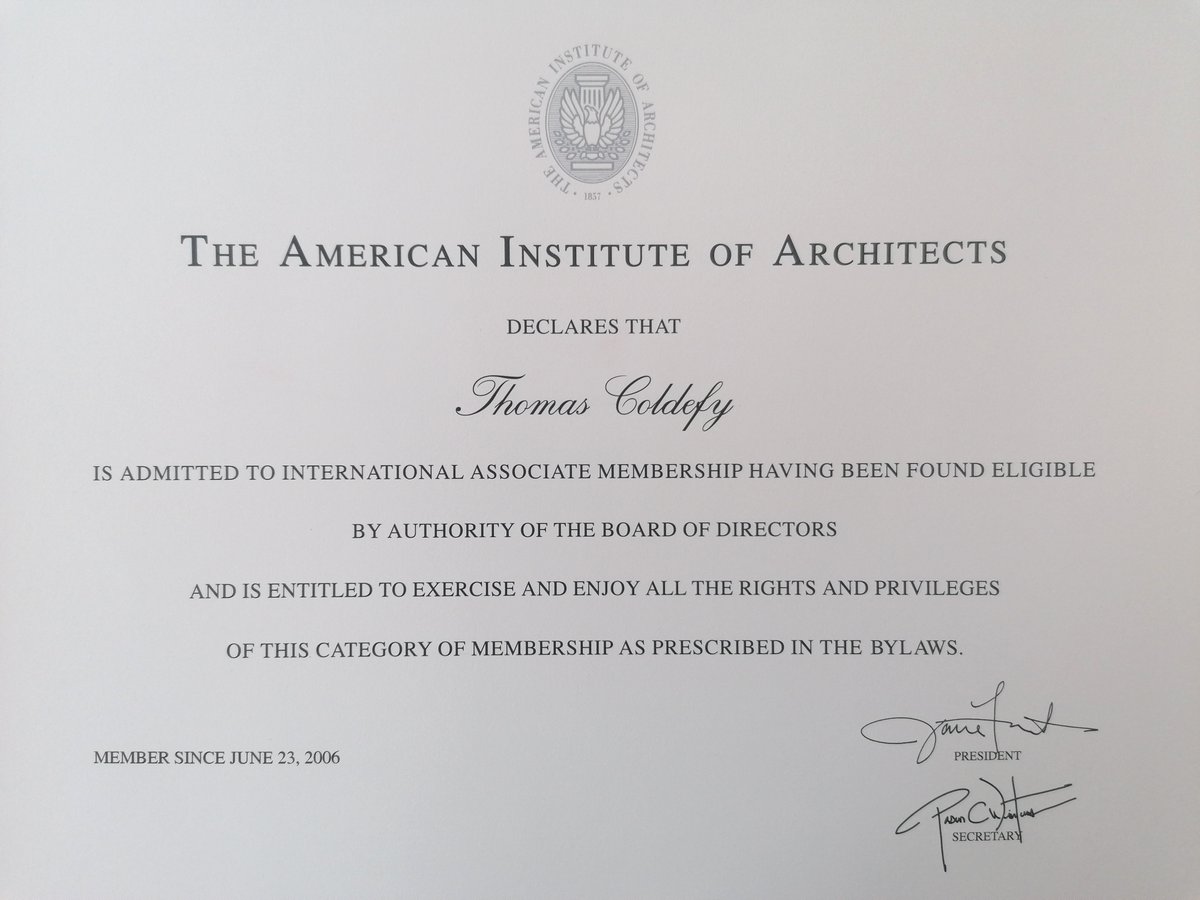 THE AMERICAN INSTITUTE OF ARCHITECTS · 1857 ·
THE AMERICAN INSTITUTE OF ARCHITECTS
DECLARES THAT
Thomas Coldefy
IS ADMITTED TO INTERNATIONAL ASSOCIATE MEMBERSHIP HAVING BEEN FOUND ELIGIBLE
BY AUTHORITY OF THE BOARD OF DIRECTORS
AND IS ENTITLED TO EXERCISE AND ENJOY ALL THE RIGHTS AND PRIVILEGES
OF THIS CATEGORY OF MEMBERSHIP AS PRESCRIBED IN THE BYLAWS.
MEMBER SINCE JUNE 23, 2006
PRESIDENT
SECRETARY